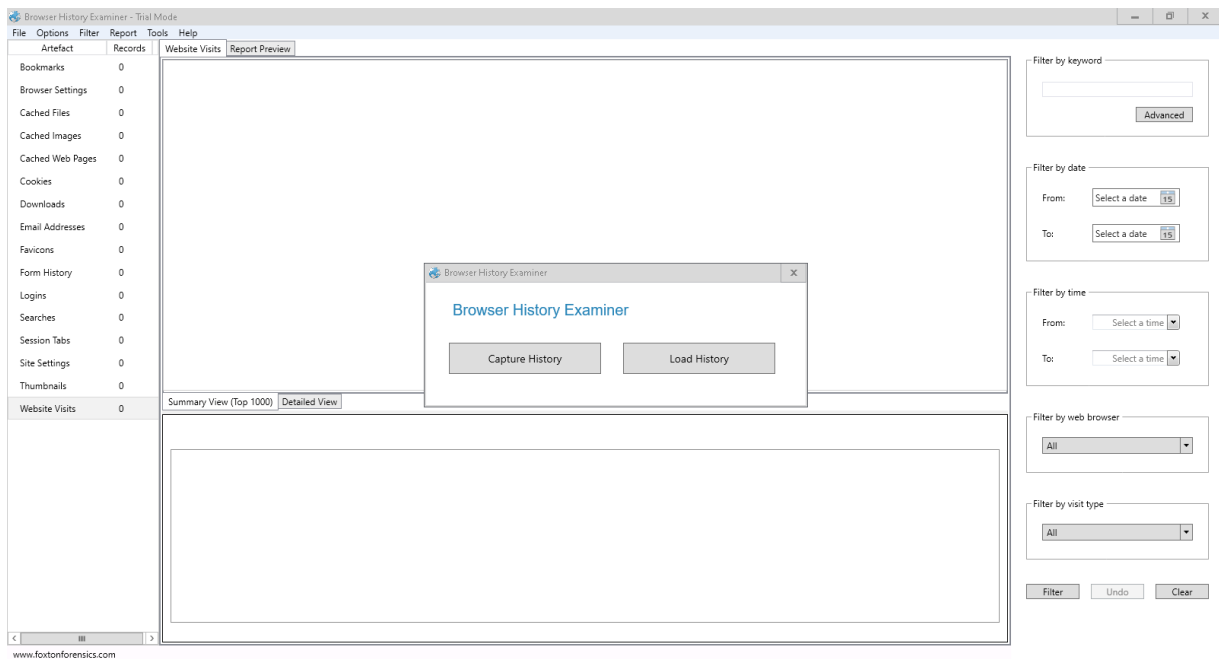 Browser History Examiner - Trial Mode
File Options Filter Report Tools Help
Artefact Records
Bookmarks 0
Browser Settings 0
Cached Files 0
Cached Images 0
Cached Web Pages 0
Cookies 0
Downloads 0
Email Addresses 0
Favicons 0
Form History 0
Logins 0
Searches 0
Session Tabs 0
Site Settings 0
Thumbnails 0
Website Visits 0
Website Visits Report Preview
Browser History Examiner
Browser History Examiner
Capture History Load History
Summary View (Top 1000) Detailed View
Filter by keyword
Advanced
Filter by date
From: Select a date 15
To: Select a date 15
Filter by time
From: Select a time
To: Select a time
Filter by web browser
All
Filter by visit type
All
Filter Undo Clear
www.foxtonforensics.com